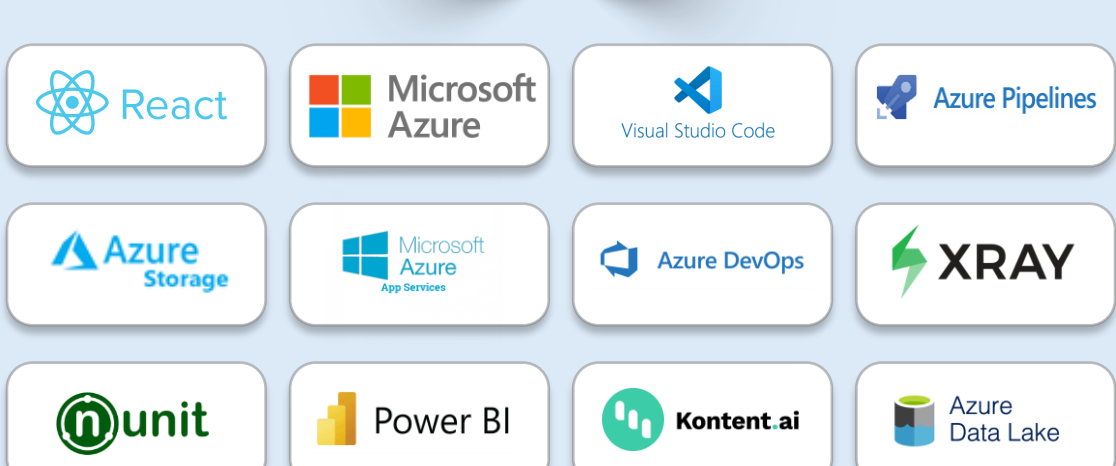 React
Microsoft
Azure
Visual Studio Code
Azure Pipelines
Azure
Storage
Microsoft
Azure
App Services
Azure DevOps
XRAY
nunit
Power BI
Kontent.ai
Azure
Data Lake